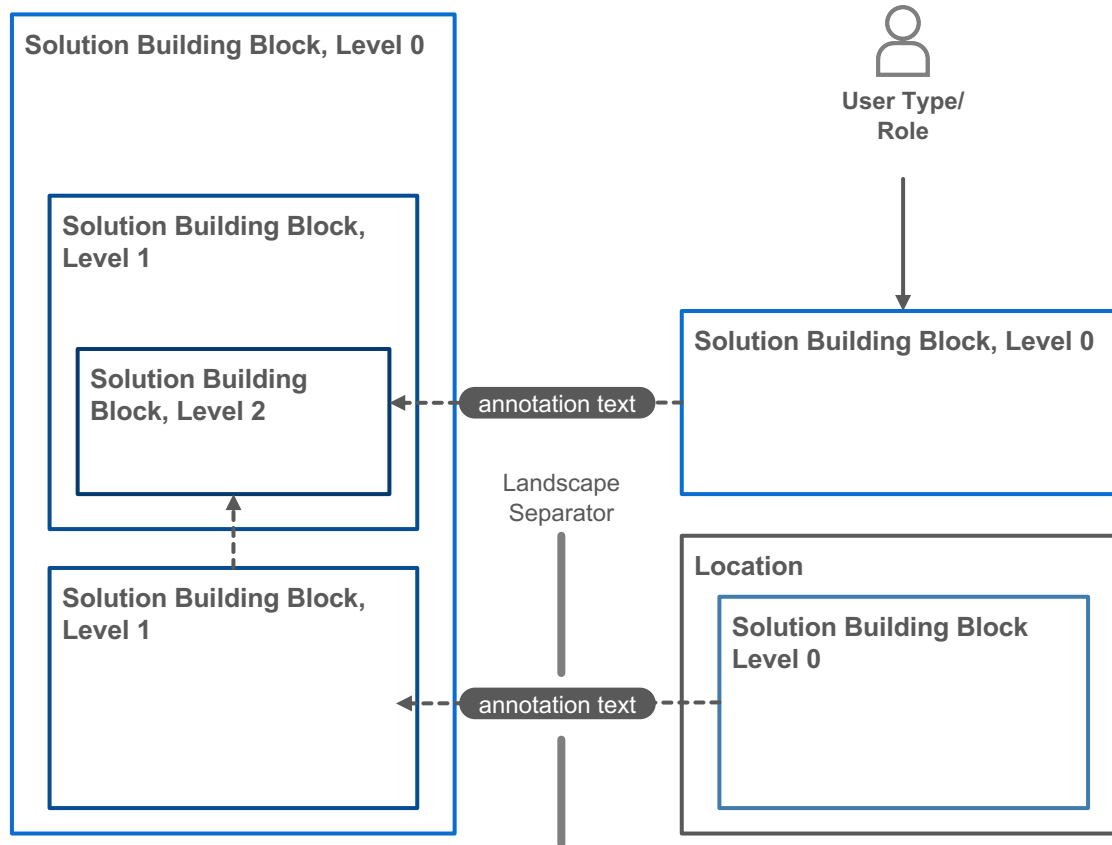 Solution Building Block, Level 0
Solution Building Block,
Level 1
Solution Building
Block, Level 2
Solution Building Block,
Level 1
annotation text
Landscape
Separator
annotation text
User Type/
Role
Solution Building Block, Level 0
Location
Solution Building Block
Level 0